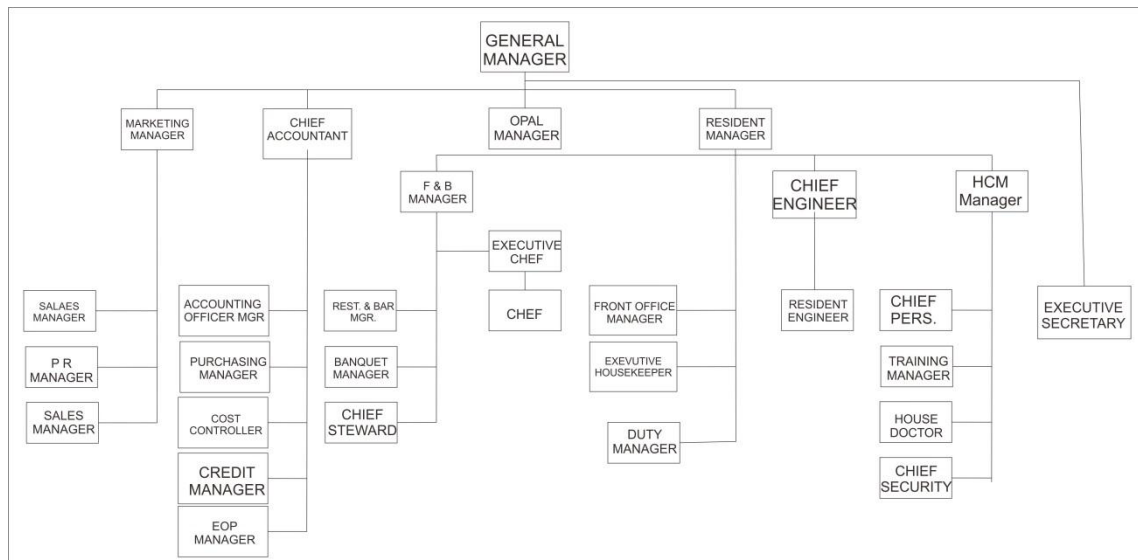 GENERAL
MANAGER
MARKETING
MANAGER
CHIEF
ACCOUNTANT
OPAL
MANAGER
RESIDENT
MANAGER
F & B
MANAGER
CHIEF
ENGINEER
HCM
Manager
EXECUTIVE
CHEF
SALAES
MANAGER
ACCOUNTING
OFFICER MGR
REST. & BAR
MGR.
CHEF
FRONT OFFICE
MANAGER
RESIDENT
ENGINEER
CHIEF
PERS.
EXECUTIVE
SECRETARY
P R
MANAGER
PURCHASING
MANAGER
BANQUET
MANAGER
EXEVUTIVE
HOUSEKEEPER
TRAINING
MANAGER
SALES
MANAGER
COST
CONTROLLER
CHIEF
STEWARD
DUTY
MANAGER
HOUSE
DOCTOR
CREDIT
MANAGER
CHIEF
SECURITY
EOP
MANAGER